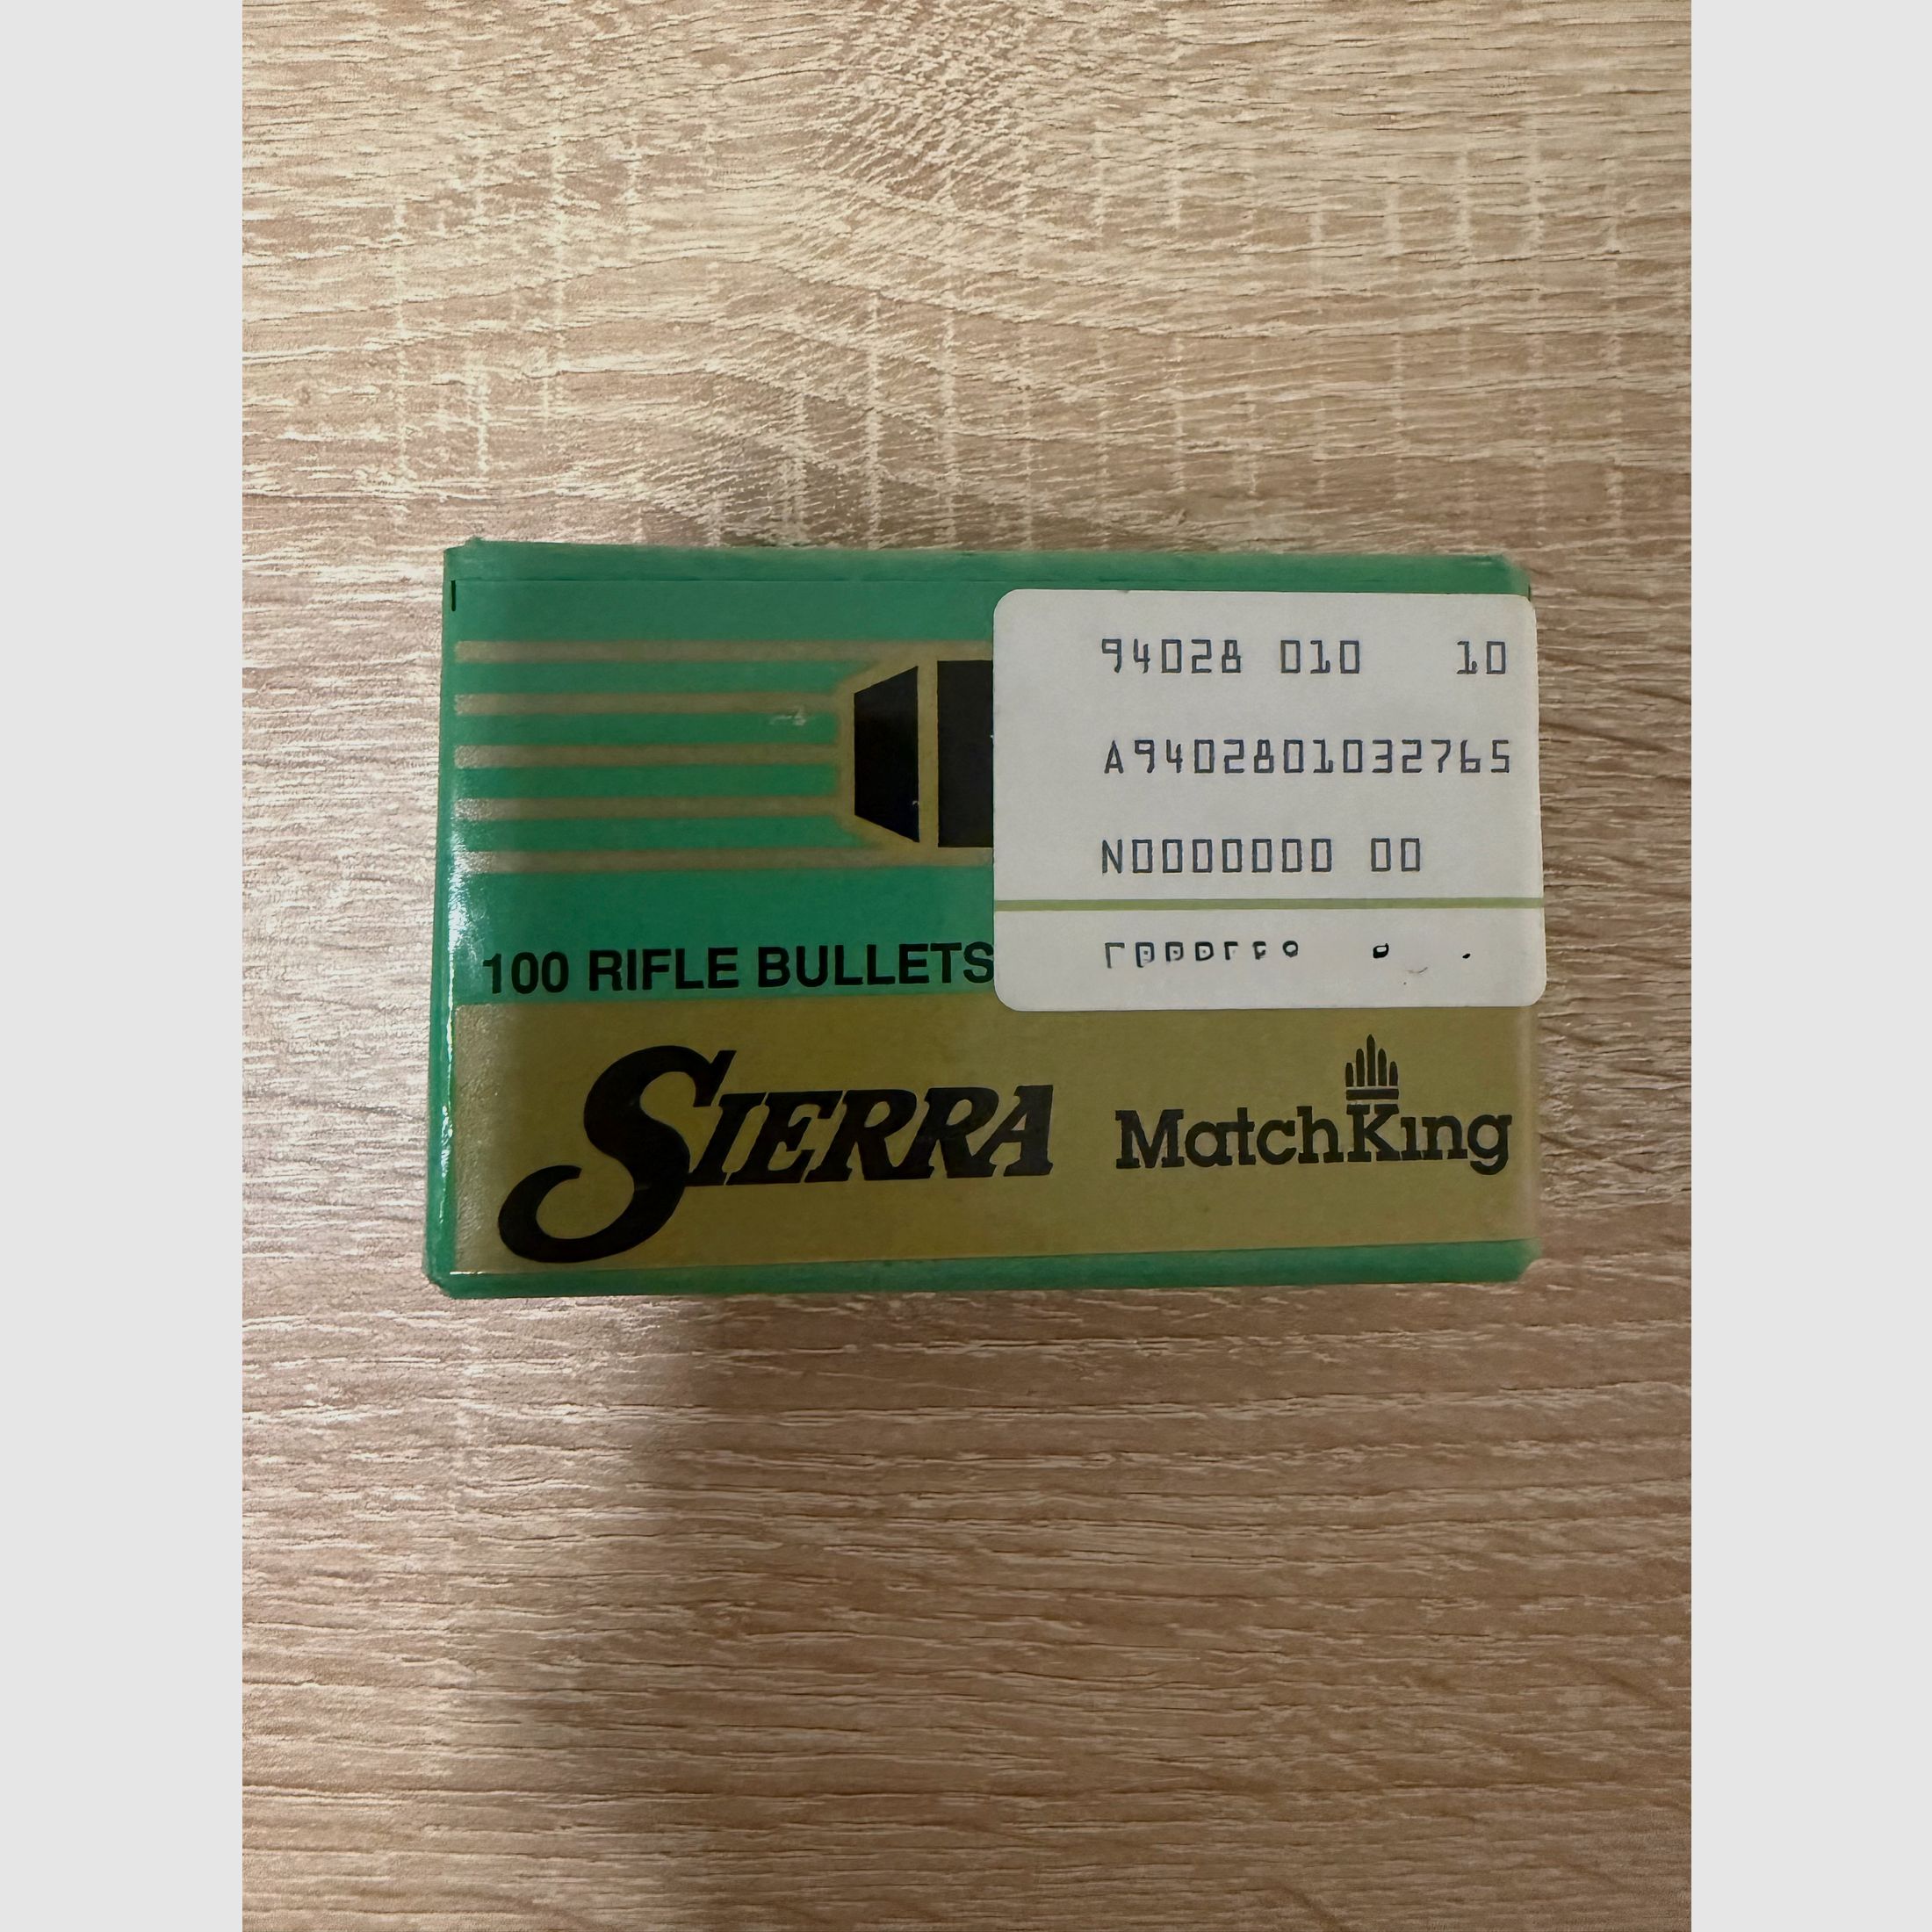 94028 010 10
A9402801032765
N0000000 00
100 RIFLE BULLETS
SIERRA MatchKing